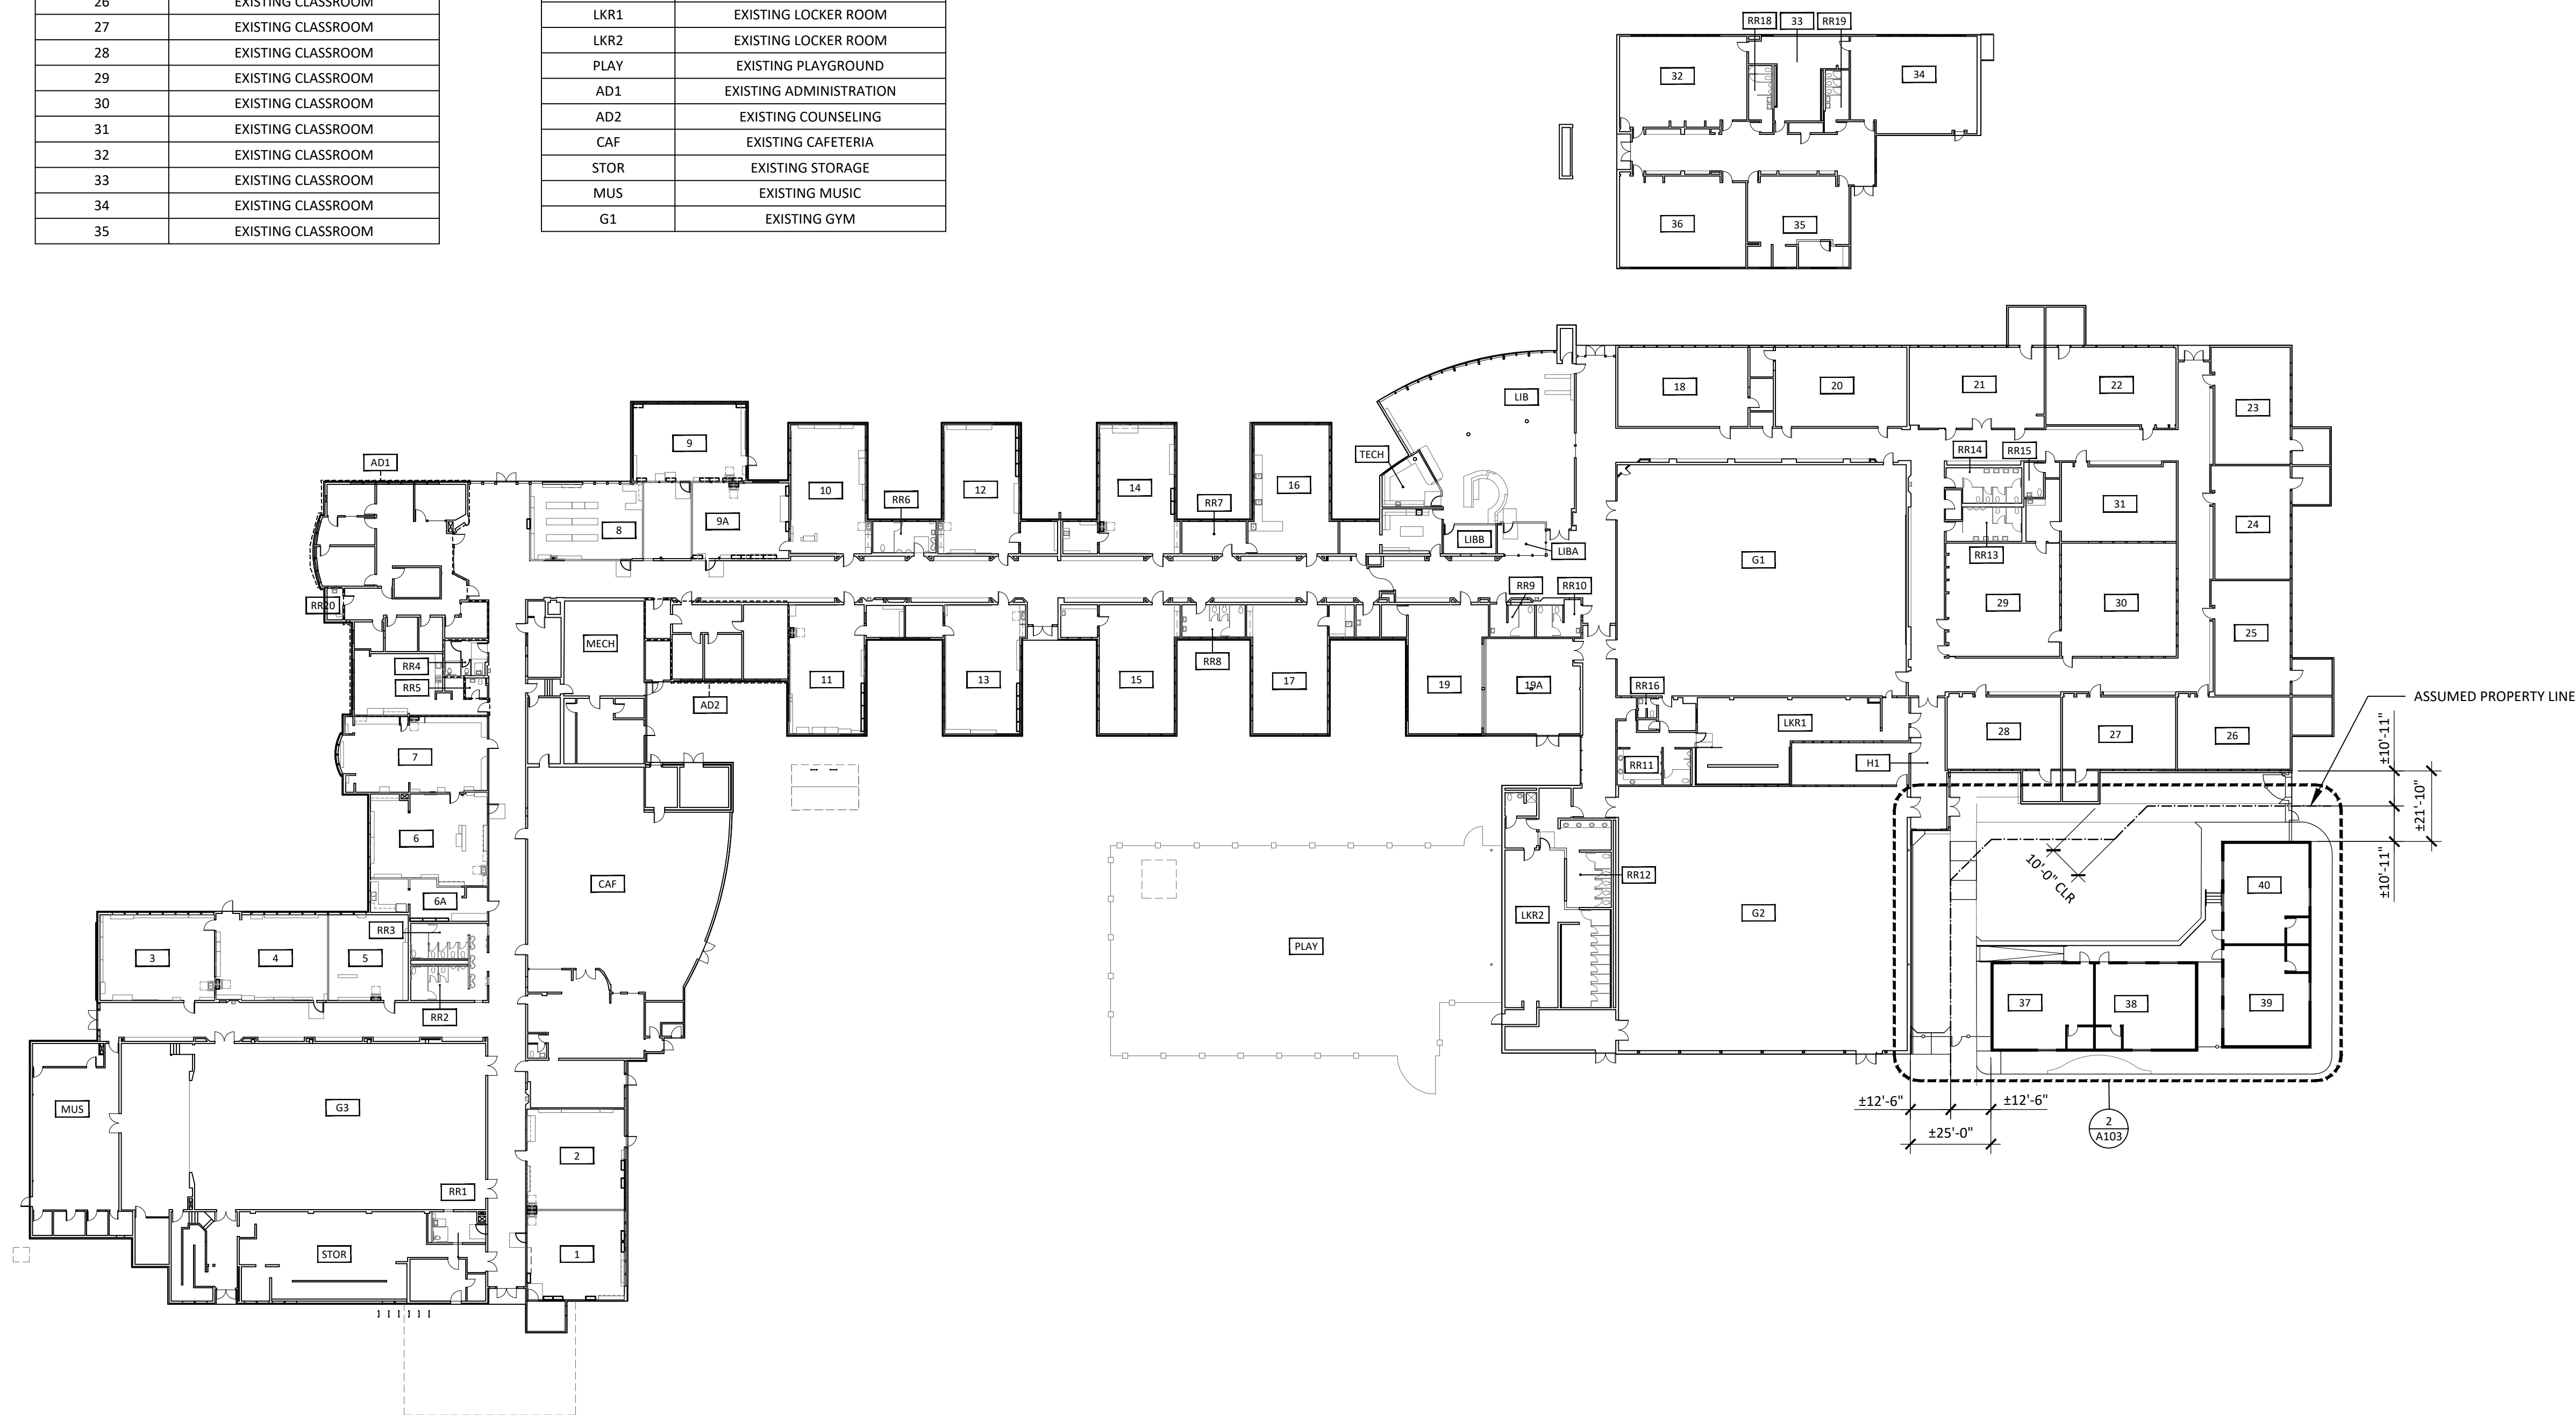 26 EXISTING CLASSROOM
27 EXISTING CLASSROOM
28 EXISTING CLASSROOM
29 EXISTING CLASSROOM
30 EXISTING CLASSROOM
31 EXISTING CLASSROOM
32 EXISTING CLASSROOM
33 EXISTING CLASSROOM
34 EXISTING CLASSROOM
35 EXISTING CLASSROOM
LKR1 EXISTING LOCKER ROOM
LKR2 EXISTING LOCKER ROOM
PLAY EXISTING PLAYGROUND
AD1 EXISTING ADMINISTRATION
AD2 EXISTING COUNSELING
CAF EXISTING CAFETERIA
STOR EXISTING STORAGE
MUS EXISTING MUSIC
G1 EXISTING GYM
RR18 33 RR19
32
34
36
35
LIB
18
20
21
22
23
9
AD1
TECH
RR14
RR15
10
12
14
16
RR6
RR7
8
9A
31
24
LIBB
LIBA
RR13
G1
RR9
RR10
RR20
29
30
25
MECH
RR4
RR5
11
13
15
RR8
17
19
19A
AD2
RR16
LKR1
28
27
26
ASSUMED PROPERTY LINE
7
RR11
H1
±10'-11"
±21'-10"
±10'-11"
6
6A
CAF
RR12
10'-0" CLR
40
LKR2
G2
RR3
3
4
5
PLAY
RR2
37
38
39
MUS
G3
±12'-6"
±12'-6"
±25'-0"
2
A103
2
RR1
STOR
1